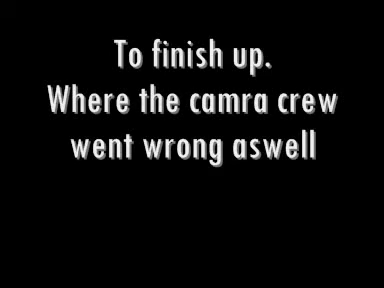 To finish up.
Where the camra crew
went wrong aswell